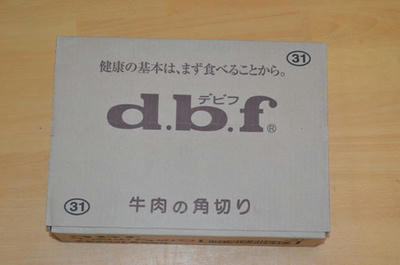 31
健康の基本は、まず食べることから。
デビフ
d.b.f®
31
牛肉の角切り